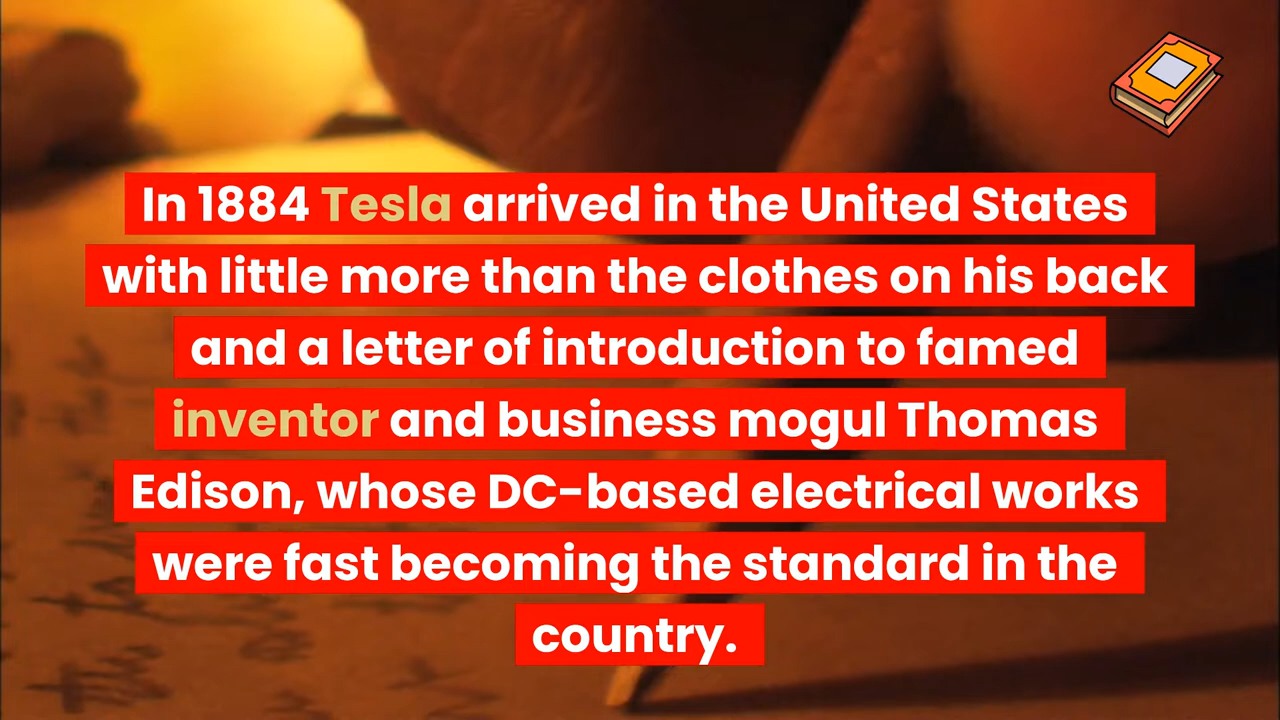 In 1884 Tesla arrived in the United States
with little more than the clothes on his back
and a letter of introduction to famed
inventor and business mogul Thomas
Edison, whose DC-based electrical works
were fast becoming the standard in the
country.